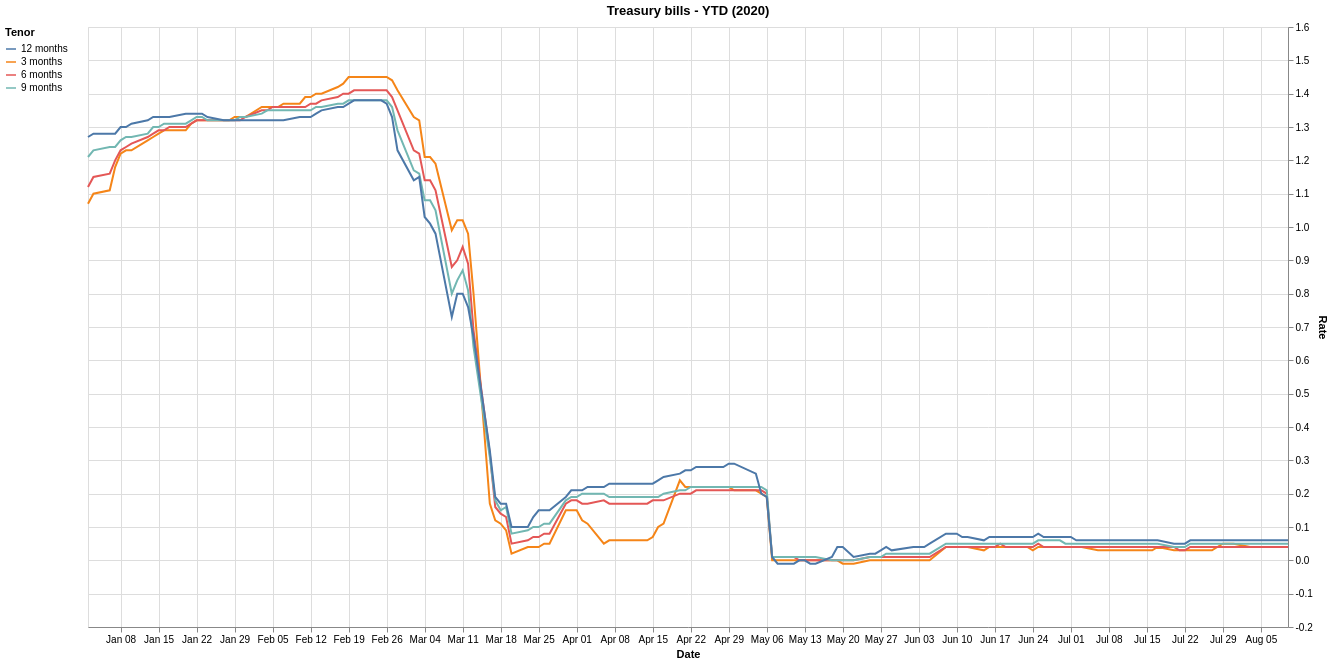 Treasury bills - YTD (2020)
Tenor
12 months
3 months
6 months
9 months
1.6
1.5
1.4
1.3
1.2
1.1
1.0
0.9
0.8
0.7
0.6
0.5
0.4
0.3
0.2
0.1
0.0
-0.1
-0.2
Rate
Jan 08 Jan 15 Jan 22 Jan 29 Feb 05 Feb 12 Feb 19 Feb 26 Mar 04 Mar 11 Mar 18 Mar 25 Apr 01 Apr 08 Apr 15 Apr 22 Apr 29 May 06 May 13 May 20 May 27 Jun 03 Jun 10 Jun 17 Jun 24 Jul 01 Jul 08 Jul 15 Jul 22 Jul 29 Aug 05
Date